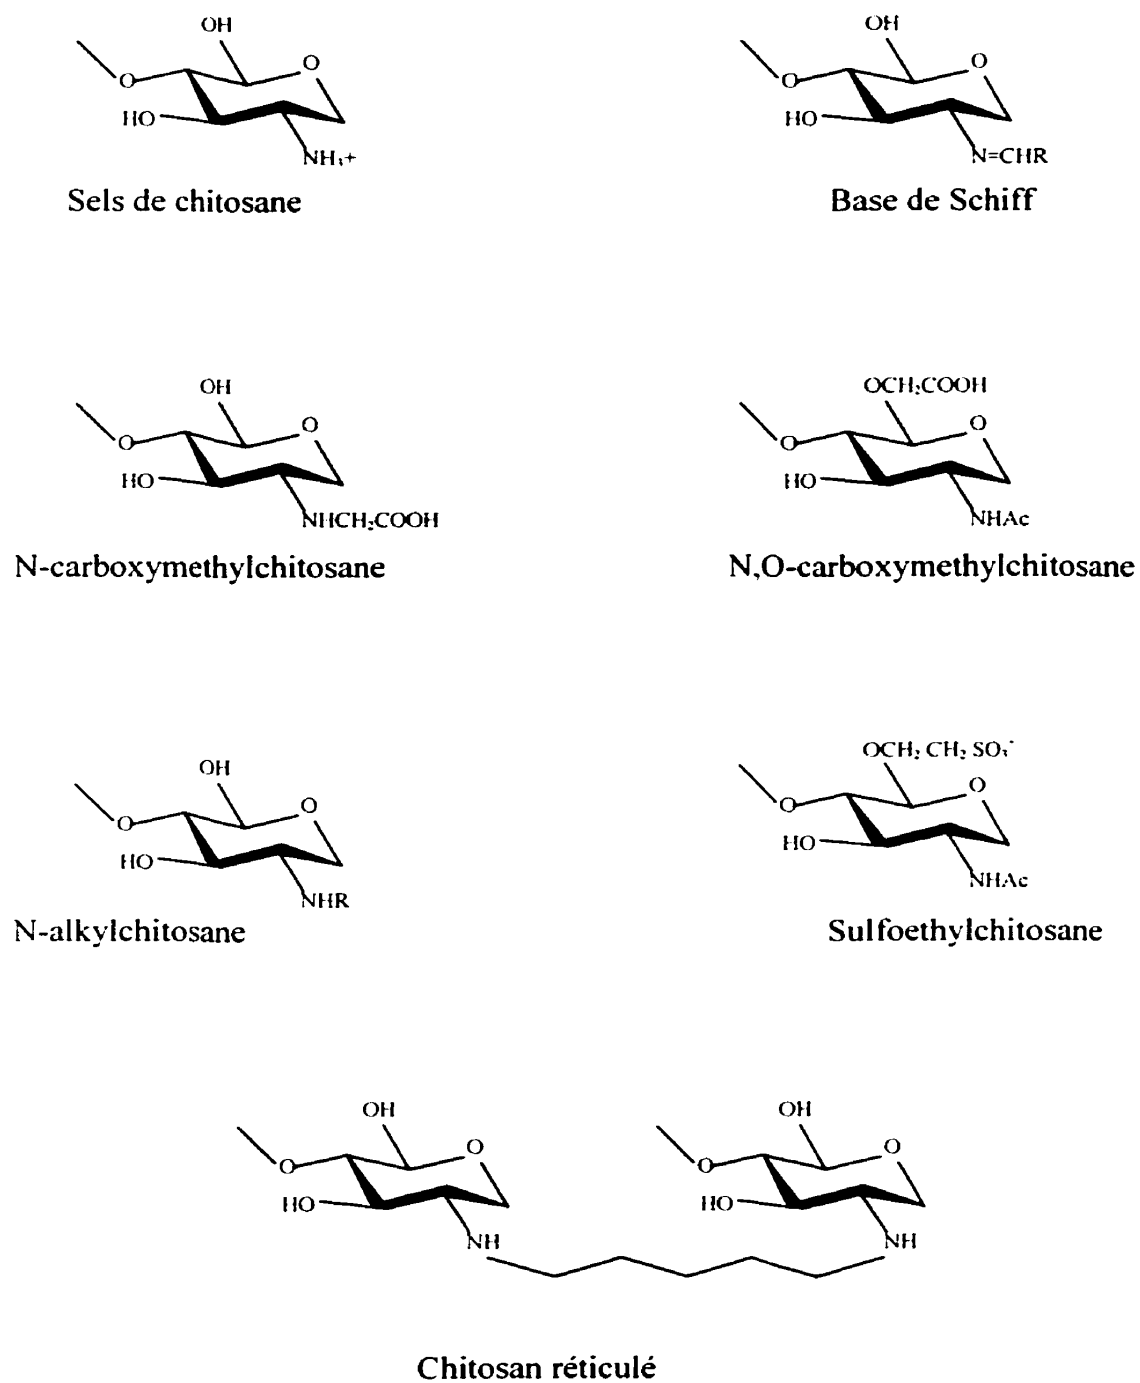 OH OH
O O O O
HO HO
NH₃+ N=CHR
Sels de chitosane Base de Schiff
OH OCH₂COOH
O O O O
HO HO
NHCH₂COOH NHAc
N-carboxymethylchitosane N,O-carboxymethylchitosane
OH OCH₂ CH₂ SO₃⁻
O O O O
HO HO
NHR NHAc
N-alkylchitosane Sulfoethylchitosane
OH OH
O O O O
HO HO
NH NH
Chitosan réticulé